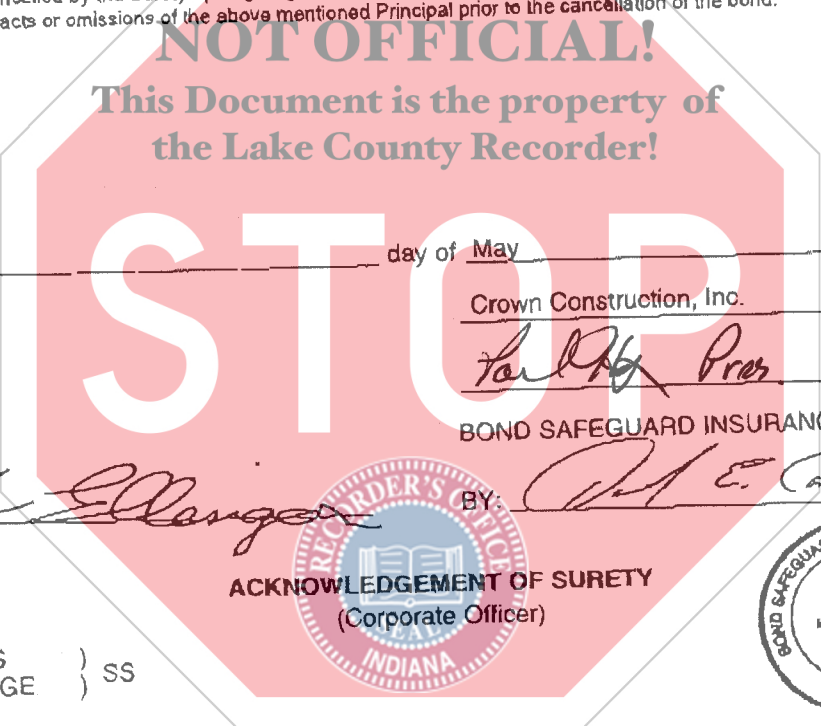 acts or omissions of the above mentioned Principal prior to the cancellation of the bond.
NOT OFFICIAL!
This Document is the property of
the Lake County Recorder!
STOP
day of May
Crown Construction, Inc.
Pres
BOND SAFEGUARD INSURANC
BY:
E.
RECORDER'S OFFICE
SEAL
INDIANA
ACKNOWLEDGEMENT OF SURETY
(Corporate Officer)
BOND SAFEGUA
S ) SS
GE )